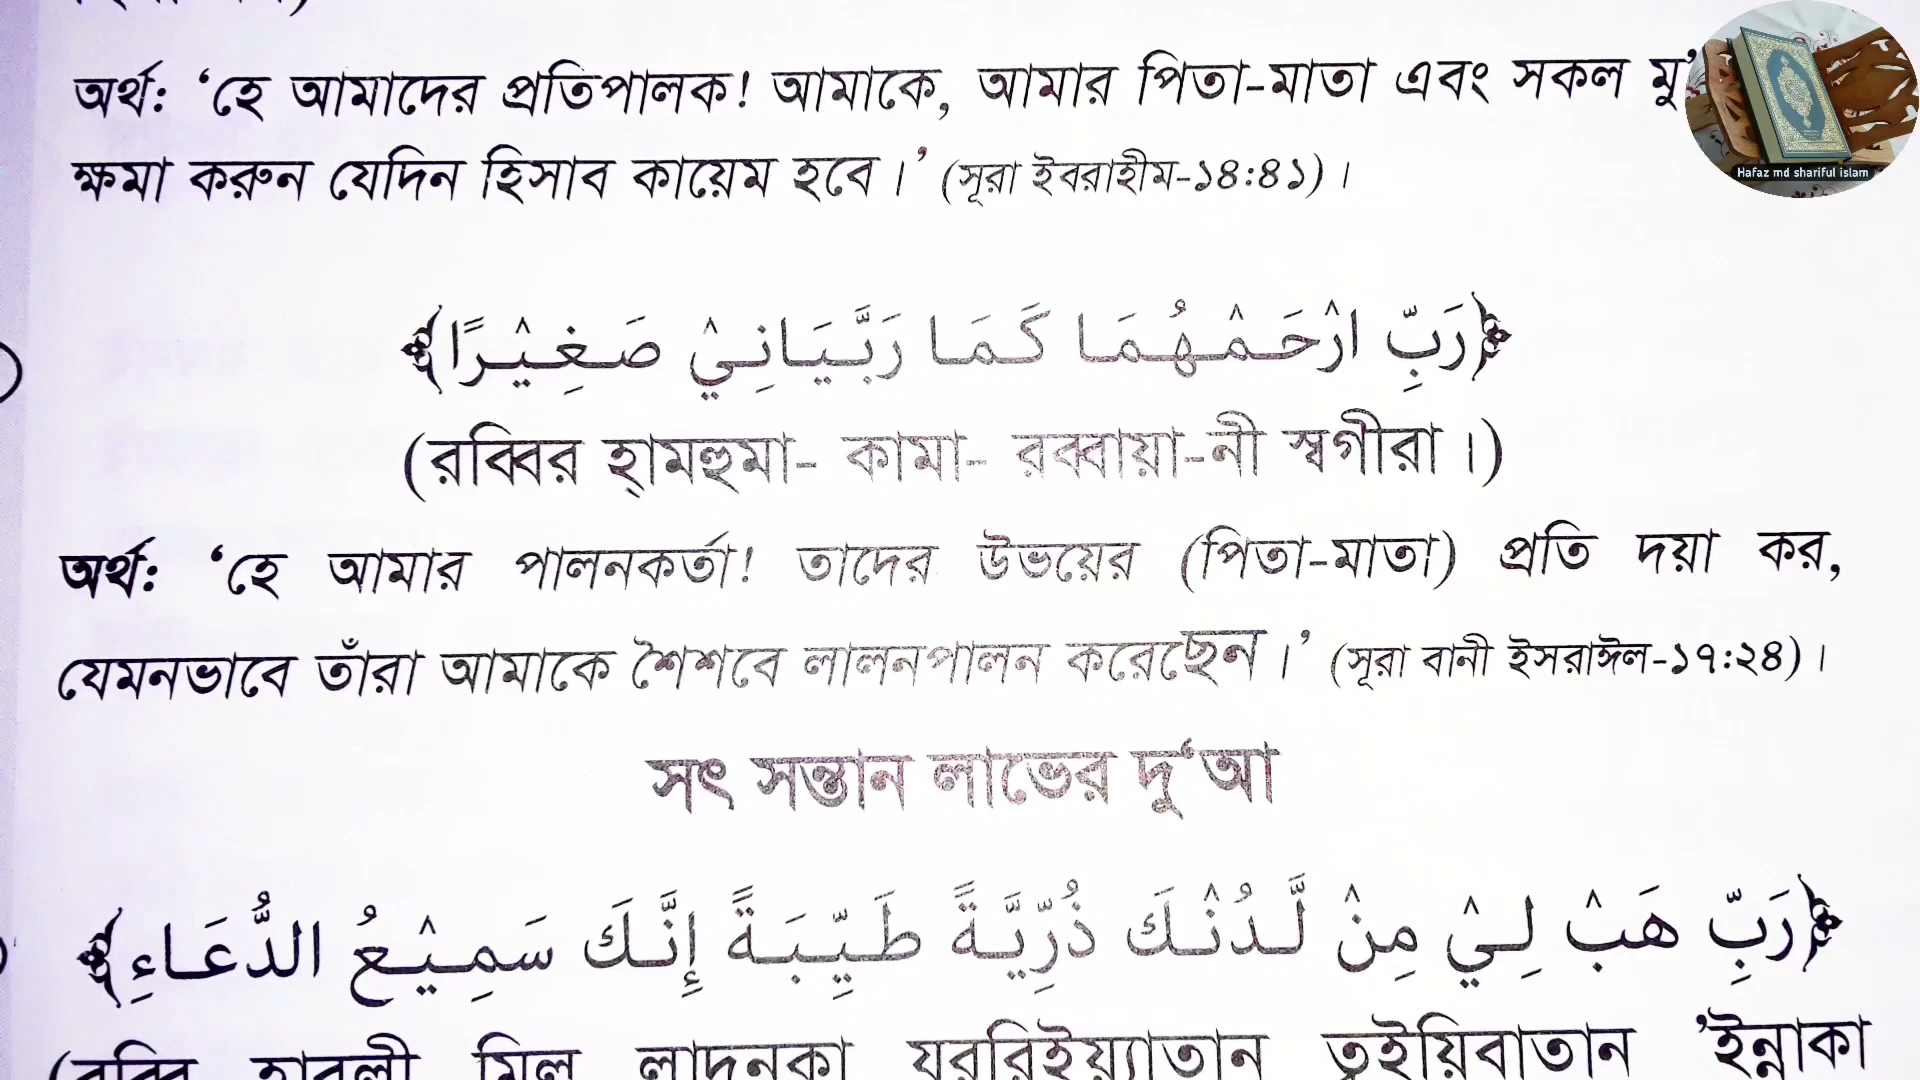 অর্থ: ‘হে আমাদের প্রতিপালক! আমাকে, আমার পিতা-মাতা এবং সকল
ক্ষমা করুন যেদিন হিসাব কায়েম হবে।’ (সূরা ইবরাহীম-১৪:৪১)।
Hafaz md shariful islam
﴿رَبِّ ارْحَمْهُمَا كَمَا رَبَّيَانِيْ صَغِيْرًا﴾
(রব্বির হা্মহুমা- কামা- রব্বায়া-নী স্বগীরা।)
অর্থ: ‘হে আমার পালনকর্তা! তাদের উভয়ের (পিতা-মাতা) প্রতি দয়া কর,
যেমনভাবে তাঁরা আমাকে শৈশবে লালনপালন করেছেন।’ (সূরা বানী ইসরাঈল-১৭:২৪)।
সৎ সন্তান লাভের দু‘আ
﴿رَبِّ هَبْ لِيْ مِنْ لَّدُنْكَ ذُرِّيَّةً طَيِّبَةً إِنَّكَ سَمِيْعُ الدُّعَاءِ﴾
(রব্বি হাবলী মিল লাদুনকা যুররিইয়্যাতান ত্বইয়িবাতান ’ইন্নাকা